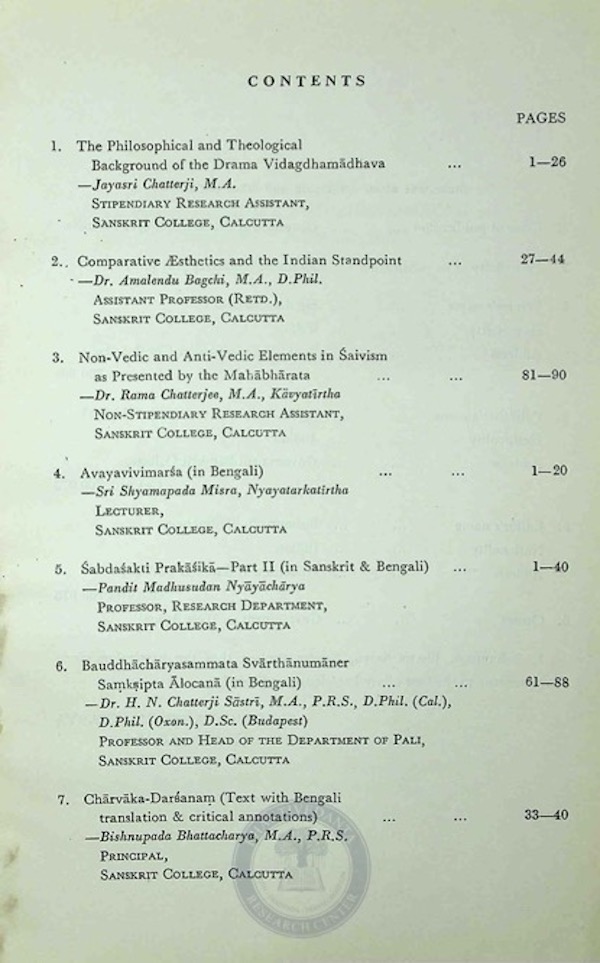 CONTENTS
PAGES
1. The Philosophical and Theological
Background of the Drama Vidagdhamādhava ... 1—26
—Jayasri Chatterji, M.A.
Stipendiary Research Assistant,
Sanskrit College, Calcutta
2. Comparative Æsthetics and the Indian Standpoint ... 27—44
—Dr. Amalendu Bagchi, M.A., D.Phil.
Assistant Professor (Retd.),
Sanskrit College, Calcutta
3. Non-Vedic and Anti-Vedic Elements in Śaivism
as Presented by the Mahābhārata ... ... 81—90
—Dr. Rama Chatterjee, M.A., Kāvyatīrtha
Non-Stipendiary Research Assistant,
Sanskrit College, Calcutta
4. Avayavivimarśa (in Bengali) ... ... 1—20
—Sri Shyamapada Misra, Nyayatarkatirtha
Lecturer,
Sanskrit College, Calcutta
5. Śabdaśakti Prakāśikā—Part II (in Sanskrit & Bengali) ... 1—40
—Pandit Madhusudan Nyāyāchārya
Professor, Research Department,
Sanskrit College, Calcutta
6. Bauddhāchāryasammata Svārthānumāner
Saṃkṣipta Ālocanā (in Bengali) ... ... 61—88
—Dr. H. N. Chatterji Sāstrī, M.A., P.R.S., D.Phil. (Cal.),
D.Phil. (Oxon.), D.Sc. (Budapest)
Professor and Head of the Department of Pali,
Sanskrit College, Calcutta
7. Chārvāka-Darśanaṃ (Text with Bengali
translation & critical annotations) ... ... 33—40
—Bishnupada Bhattacharya, M.A., P.R.S.
Principal,
Sanskrit College, Calcutta
RESEARCH CENTER